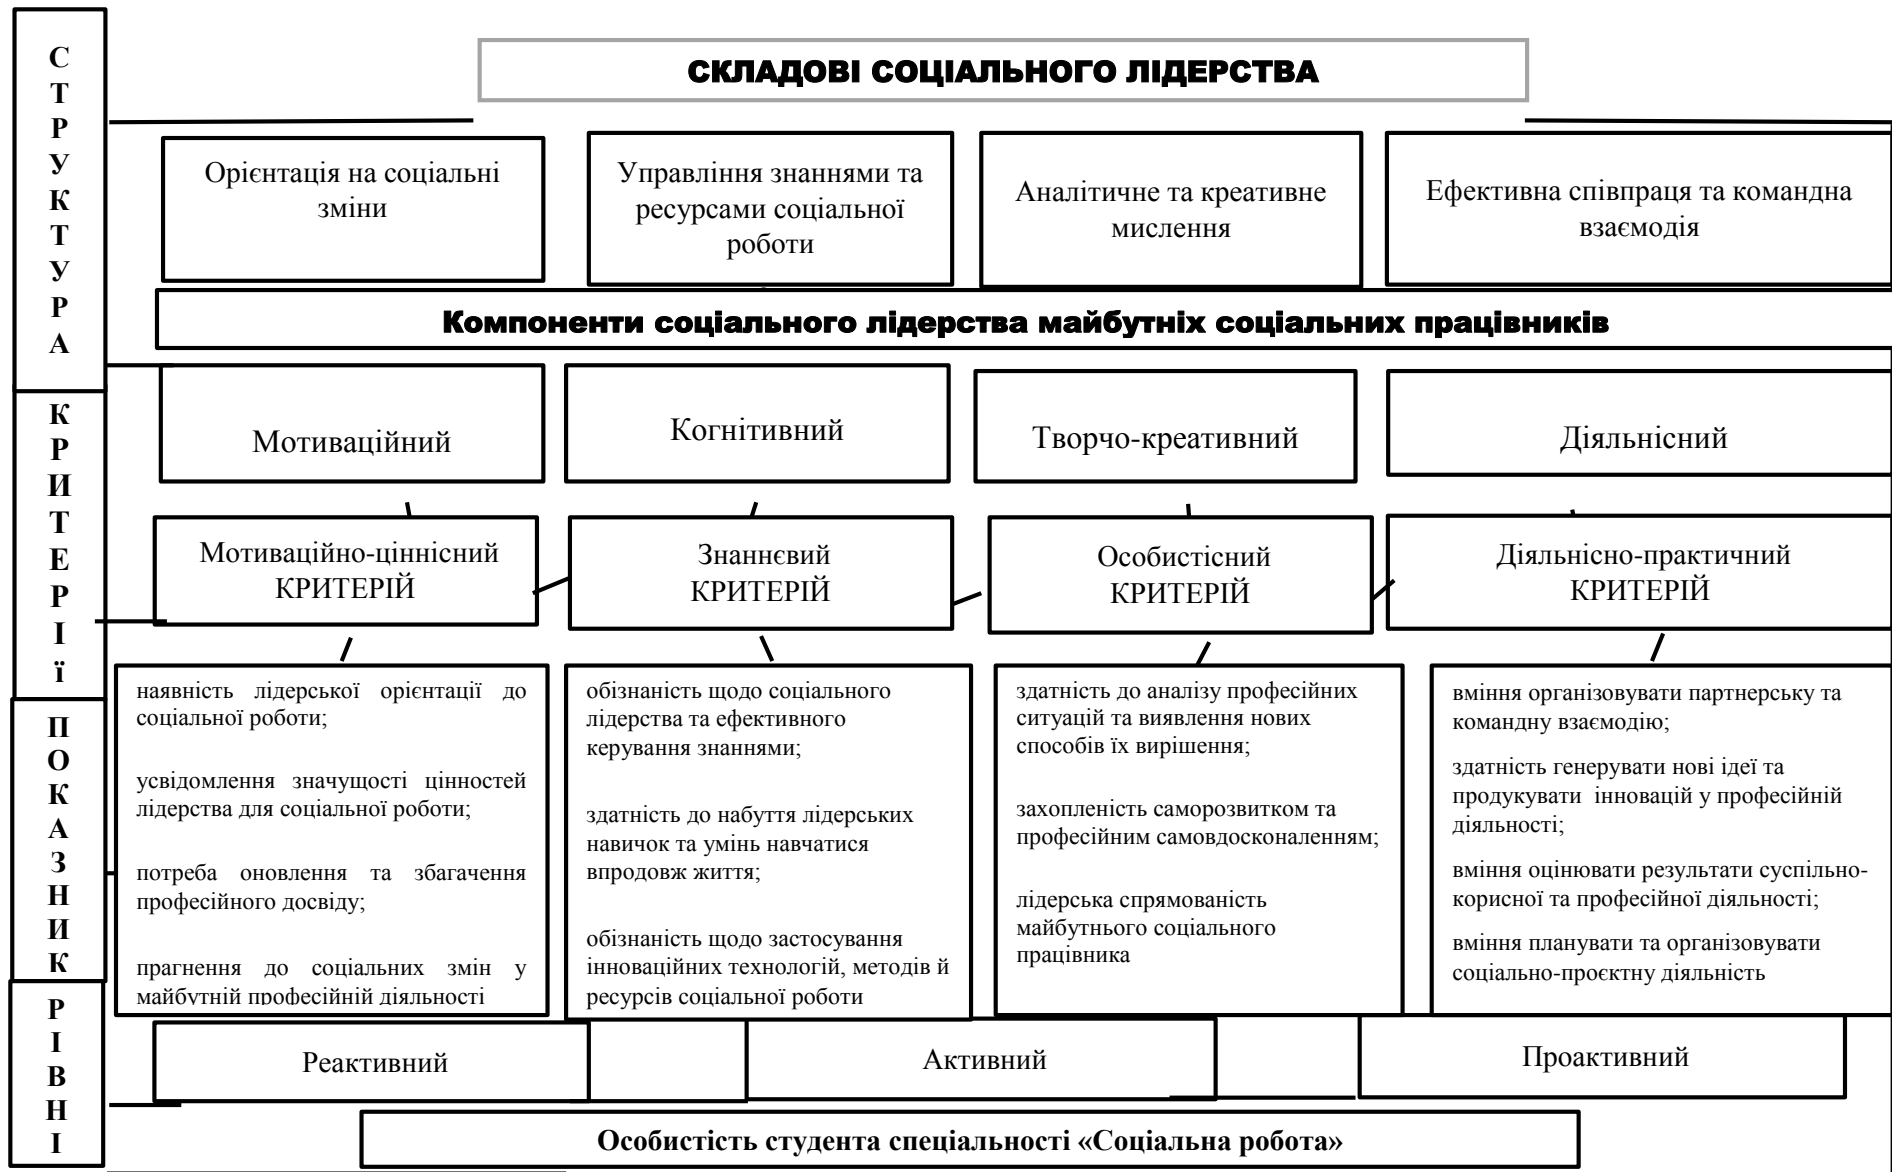 СТРУКТУРА
СКЛАДОВІ СОЦІАЛЬНОГО ЛІДЕРСТВА
Орієнтація на соціальні
зміни
Управління знаннями та
ресурсами соціальної
роботи
Аналітичне та креативне
мислення
Ефективна співпраця та командна
взаємодія
Компоненти соціального лідерства майбутніх соціальних працівників
КРИТЕРІЇ
Мотиваційний
Когнітивний
Творчо-креативний
Діяльнісний
Мотиваційно-ціннісний
КРИТЕРІЙ
Знаннєвий
КРИТЕРІЙ
Особистісний
КРИТЕРІЙ
Діяльнісно-практичний
КРИТЕРІЙ
ПОКАЗНИК
наявність лідерської орієнтації до
соціальної роботи;
усвідомлення значущості цінностей
лідерства для соціальної роботи;
потреба оновлення та збагачення
професійного досвіду;
прагнення до соціальних змін у
майбутній професійній діяльності
обізнаність щодо соціального
лідерства та ефективного
керування знаннями;
здатність до набуття лідерських
навичок та умінь навчатися
впродовж життя;
обізнаність щодо застосування
інноваційних технологій, методів й
ресурсів соціальної роботи
здатність до аналізу професійних
ситуацій та виявлення нових
способів їх вирішення;
захопленість саморозвитком та
професійним самовдосконаленням;
лідерська спрямованість
майбутнього соціального
працівника
вміння організовувати партнерську та
командну взаємодію;
здатність генерувати нові ідеї та
продукувати інновацій у професійній
діяльності;
вміння оцінювати результати суспільно-
корисної та професійної діяльності;
вміння планувати та організовувати
соціально-проєктну діяльність
РІВНІ
Реактивний
Активний
Проактивний
Особистість студента спеціальності «Соціальна робота»